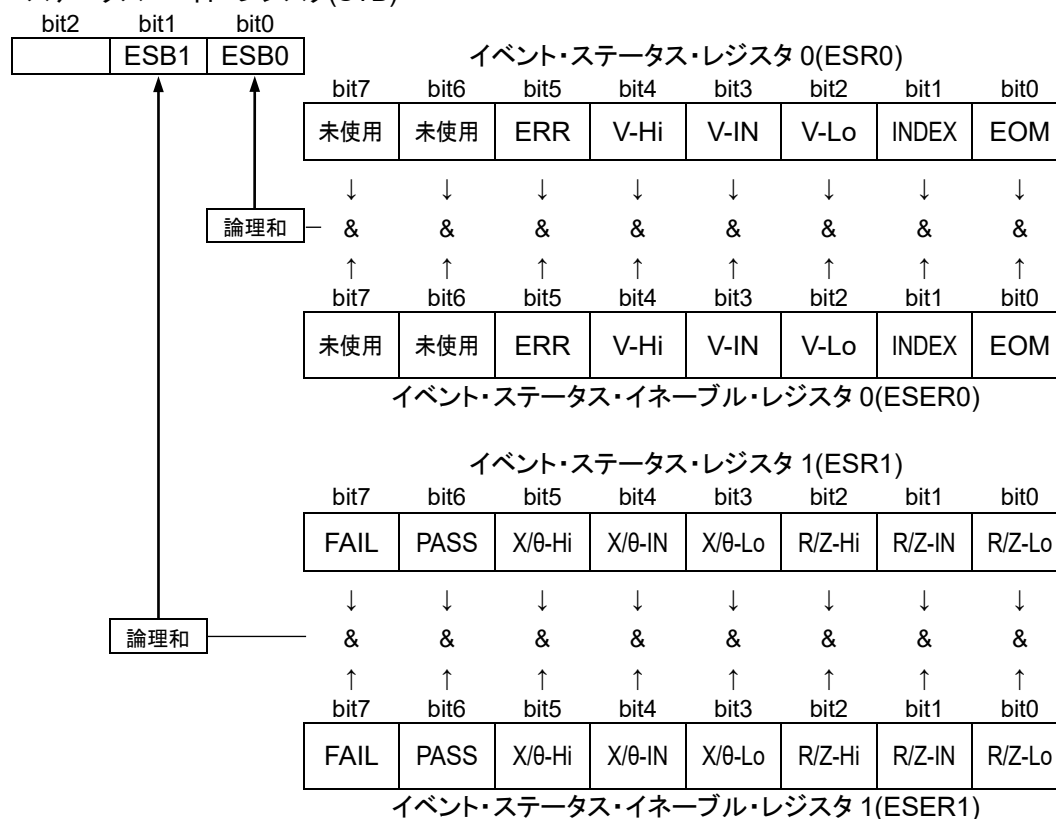 bit2 bit1 bit0
ESB1 ESB0
イベント・ステータス・レジスタ 0(ESR0)
bit7 bit6 bit5 bit4 bit3 bit2 bit1 bit0
未使用 未使用 ERR V-Hi V-IN V-Lo INDEX EOM
↓ ↓ ↓ ↓ ↓ ↓ ↓ ↓
論理和 & & & & & & & &
↑ ↑ ↑ ↑ ↑ ↑ ↑ ↑
bit7 bit6 bit5 bit4 bit3 bit2 bit1 bit0
未使用 未使用 ERR V-Hi V-IN V-Lo INDEX EOM
イベント・ステータス・イネーブル・レジスタ 0(ESER0)
イベント・ステータス・レジスタ 1(ESR1)
bit7 bit6 bit5 bit4 bit3 bit2 bit1 bit0
FAIL PASS X/θ-Hi X/θ-IN X/θ-Lo R/Z-Hi R/Z-IN R/Z-Lo
↓ ↓ ↓ ↓ ↓ ↓ ↓ ↓
論理和 & & & & & & & &
↑ ↑ ↑ ↑ ↑ ↑ ↑ ↑
bit7 bit6 bit5 bit4 bit3 bit2 bit1 bit0
FAIL PASS X/θ-Hi X/θ-IN X/θ-Lo R/Z-Hi R/Z-IN R/Z-Lo
イベント・ステータス・イネーブル・レジスタ 1(ESER1)